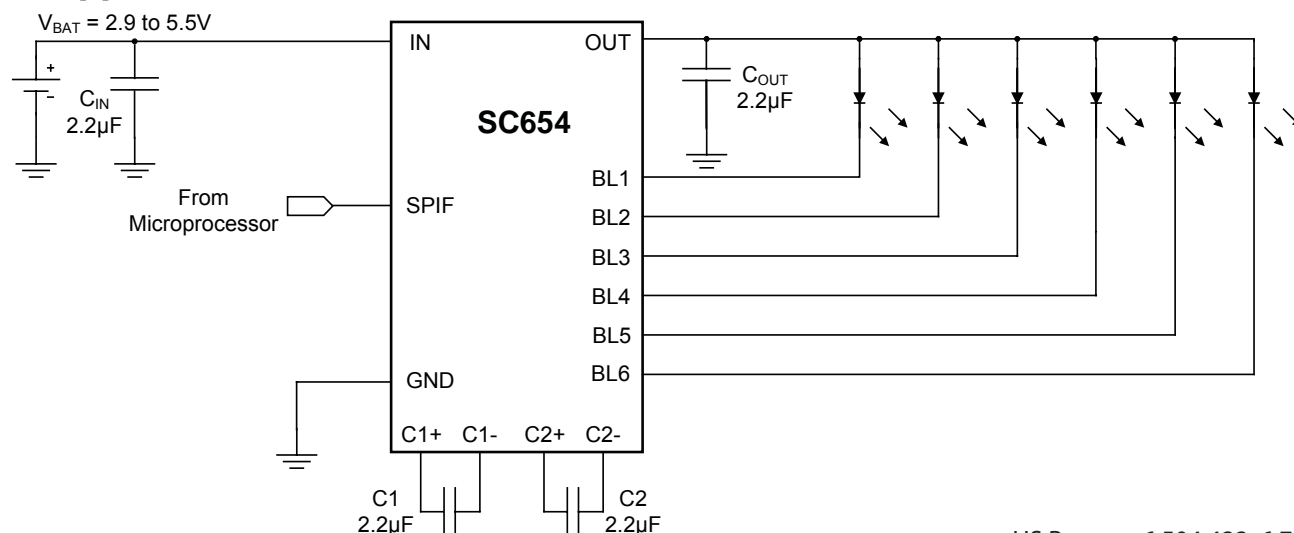 V_BAT = 2.9 to 5.5V
IN
OUT
+
–
C_IN
2.2µF
C_OUT
2.2µF
SC654
From
Microprocessor
SPIF
BL1
BL2
BL3
BL4
BL5
BL6
GND
C1+ C1- C2+ C2-
C1
2.2µF
C2
2.2µF